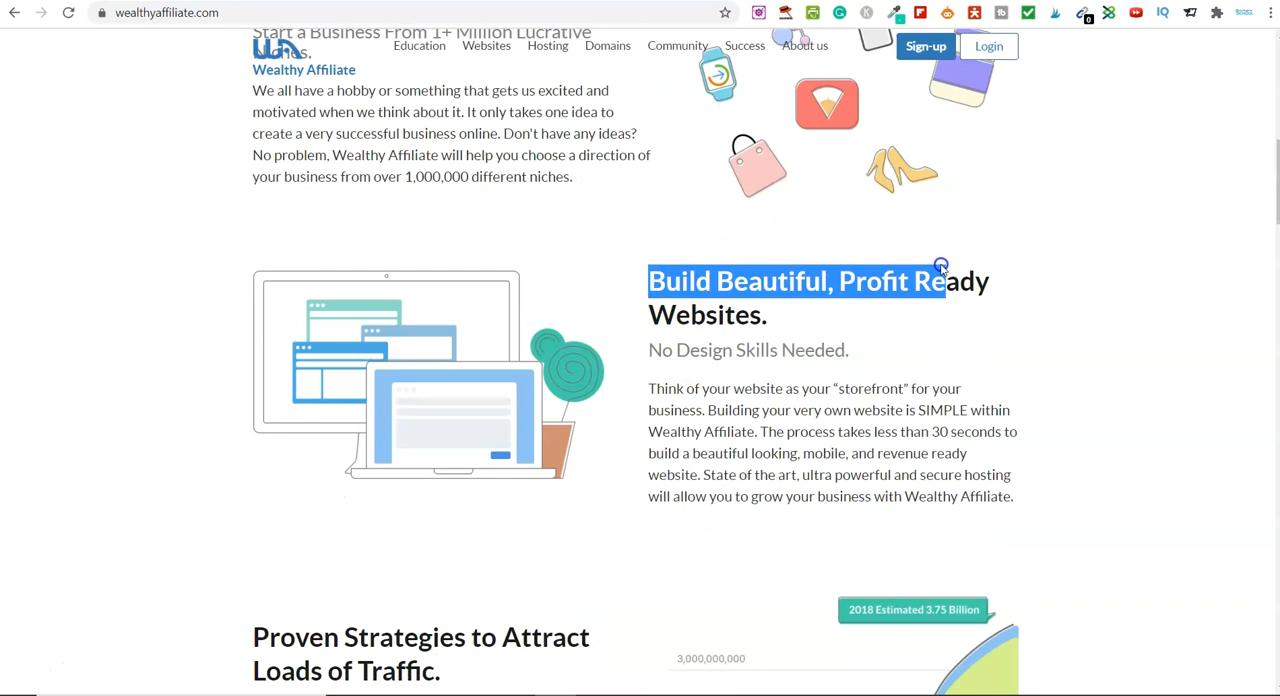 wealthyaffiliate.com
Start a Business From 1+ Million Lucrative
Niches.
Education Websites Hosting Domains Community Success About us Sign-up Login
Wealthy Affiliate
We all have a hobby or something that gets us excited and
motivated when we think about it. It only takes one idea to
create a very successful business online. Don't have any ideas?
No problem, Wealthy Affiliate will help you choose a direction of
your business from over 1,000,000 different niches.
Build Beautiful, Profit Ready
Websites.
No Design Skills Needed.
Think of your website as your “storefront” for your
business. Building your very own website is SIMPLE within
Wealthy Affiliate. The process takes less than 30 seconds to
build a beautiful looking, mobile, and revenue ready
website. State of the art, ultra powerful and secure hosting
will allow you to grow your business with Wealthy Affiliate.
Proven Strategies to Attract
Loads of Traffic.
2018 Estimated 3.75 Billion
3,000,000,000